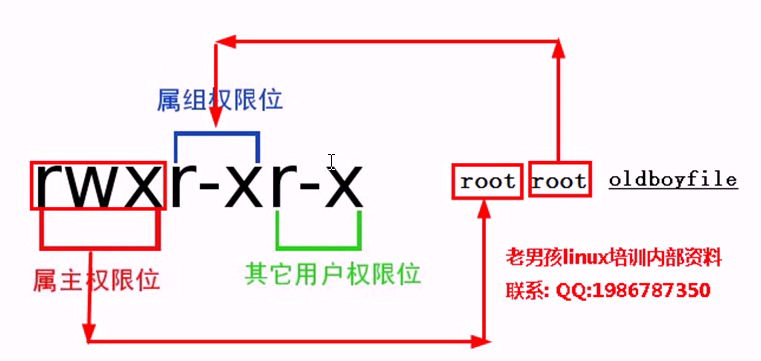 属组权限位
rwxr-xr-x root root oldboyfile
属主权限位
其它用户权限位
老男孩linux培训内部资料
联系: QQ:1986787350